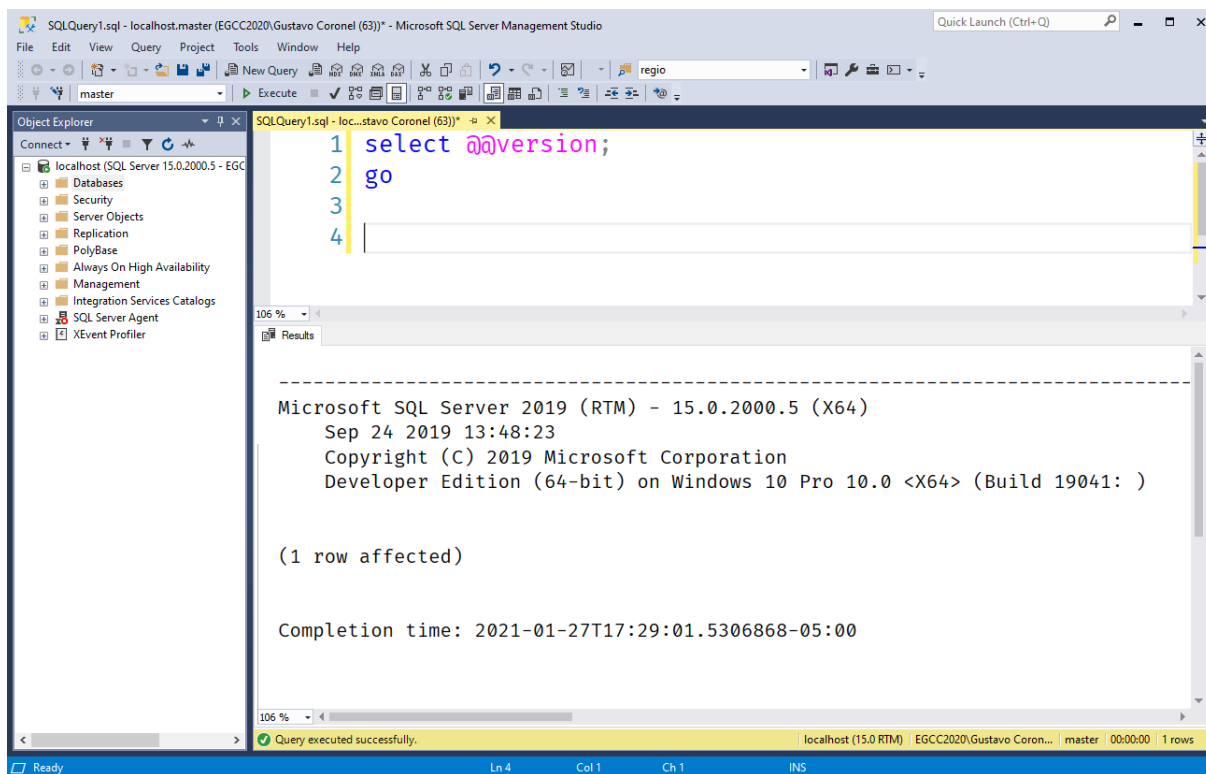 SQLQuery1.sql - localhost.master (EGCC2020\Gustavo Coronel (63))* - Microsoft SQL Server Management Studio
Quick Launch (Ctrl+Q)
File Edit View Query Project Tools Window Help
New Query MDX DMX XMLA DAX regio
master Execute
Object Explorer
SQLQuery1.sql - loc...stavo Coronel (63))*
Connect
localhost (SQL Server 15.0.2000.5 - EGC
Databases
Security
Server Objects
Replication
PolyBase
Always On High Availability
Management
Integration Services Catalogs
SQL Server Agent
XEvent Profiler
1 select @@version;
2 go
3
4
106 %
Results
--------------------------------------------------------------------------------
Microsoft SQL Server 2019 (RTM) - 15.0.2000.5 (X64)
Sep 24 2019 13:48:23
Copyright (C) 2019 Microsoft Corporation
Developer Edition (64-bit) on Windows 10 Pro 10.0 <X64> (Build 19041: )
(1 row affected)
Completion time: 2021-01-27T17:29:01.5306868-05:00
106 %
Query executed successfully.
localhost (15.0 RTM) EGCC2020\Gustavo Coron... master 00:00:00 1 rows
Ready Ln 4 Col 1 Ch 1 INS